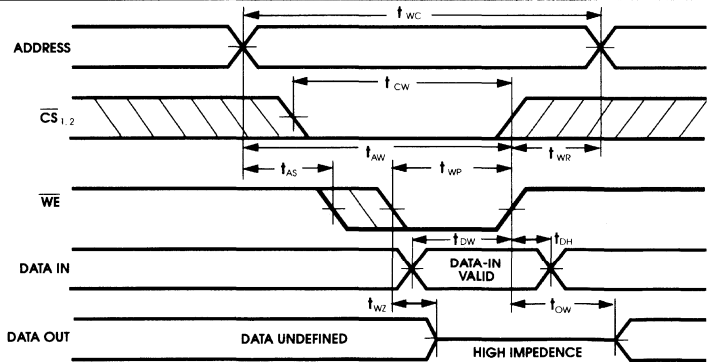 t WC
ADDRESS
t CW
CS 1, 2
t AW
t WR
t AS
t WP
WE
t DW
t DH
DATA IN
DATA-IN
VALID
t WZ
t OW
DATA OUT
DATA UNDEFINED
HIGH IMPEDENCE